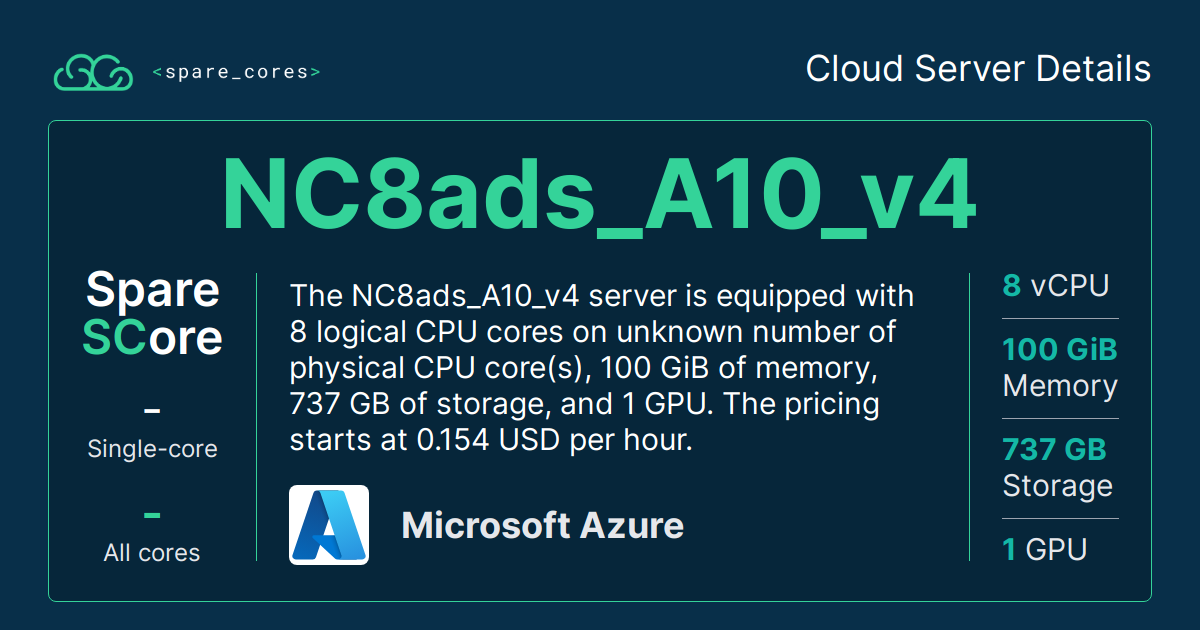 <spare_cores>
Cloud Server Details
NC8ads_A10_v4
Spare
SCore
-
Single-core
-
All cores
The NC8ads_A10_v4 server is equipped with
8 logical CPU cores on unknown number of
physical CPU core(s), 100 GiB of memory,
737 GB of storage, and 1 GPU. The pricing
starts at 0.154 USD per hour.
Microsoft Azure
8 vCPU
100 GiB
Memory
737 GB
Storage
1 GPU